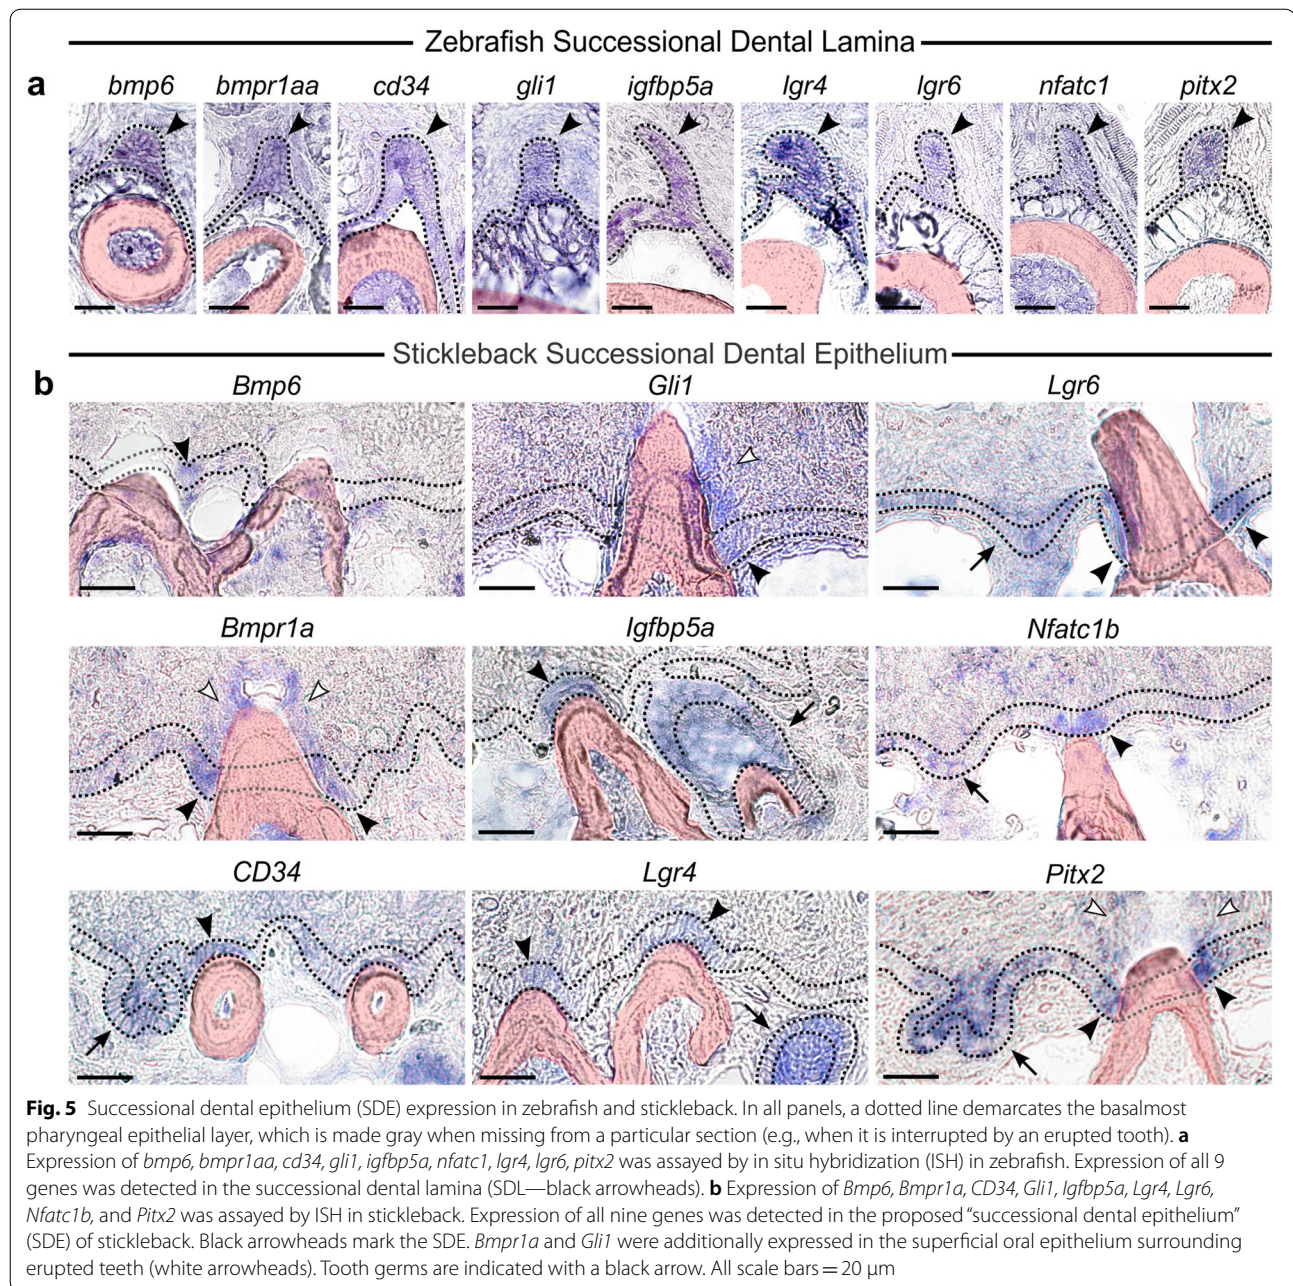 Zebrafish Successional Dental Lamina
a
bmp6 bmpr1aa cd34 gli1 igfbp5a lgr4 lgr6 nfatc1 pitx2
Stickleback Successional Dental Epithelium
b
Bmp6 Gli1 Lgr6
Bmpr1a Igfbp5a Nfatc1b
CD34 Lgr4 Pitx2
Fig. 5 Successional dental epithelium (SDE) expression in zebrafish and stickleback. In all panels, a dotted line demarcates the basalmost
pharyngeal epithelial layer, which is made gray when missing from a particular section (e.g., when it is interrupted by an erupted tooth). a
Expression of bmp6, bmpr1aa, cd34, gli1, igfbp5a, nfatc1, lgr4, lgr6, pitx2 was assayed by in situ hybridization (ISH) in zebrafish. Expression of all 9
genes was detected in the successional dental lamina (SDL—black arrowheads). b Expression of Bmp6, Bmpr1a, CD34, Gli1, Igfbp5a, Lgr4, Lgr6,
Nfatc1b, and Pitx2 was assayed by ISH in stickleback. Expression of all nine genes was detected in the proposed “successional dental epithelium”
(SDE) of stickleback. Black arrowheads mark the SDE. Bmpr1a and Gli1 were additionally expressed in the superficial oral epithelium surrounding
erupted teeth (white arrowheads). Tooth germs are indicated with a black arrow. All scale bars = 20 μm